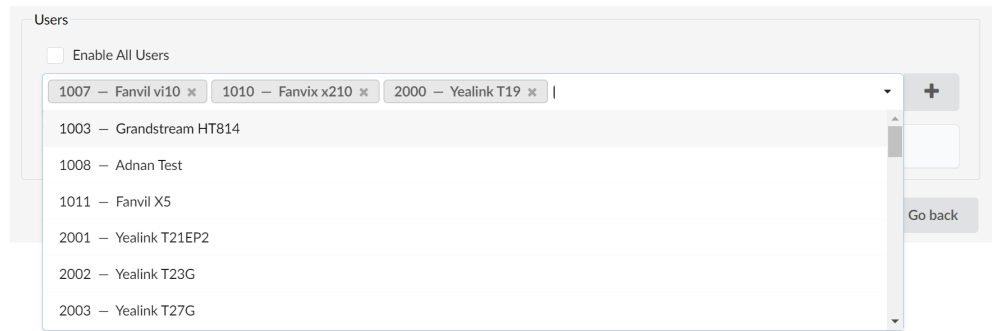 Users
Enable All Users
1007 — Fanvil vi10 × 1010 — Fanvix x210 × 2000 — Yealink T19 × +
1003 — Grandstream HT814
1008 — Adnan Test
1011 — Fanvil X5
Go back
2001 — Yealink T21EP2
2002 — Yealink T23G
2003 — Yealink T27G